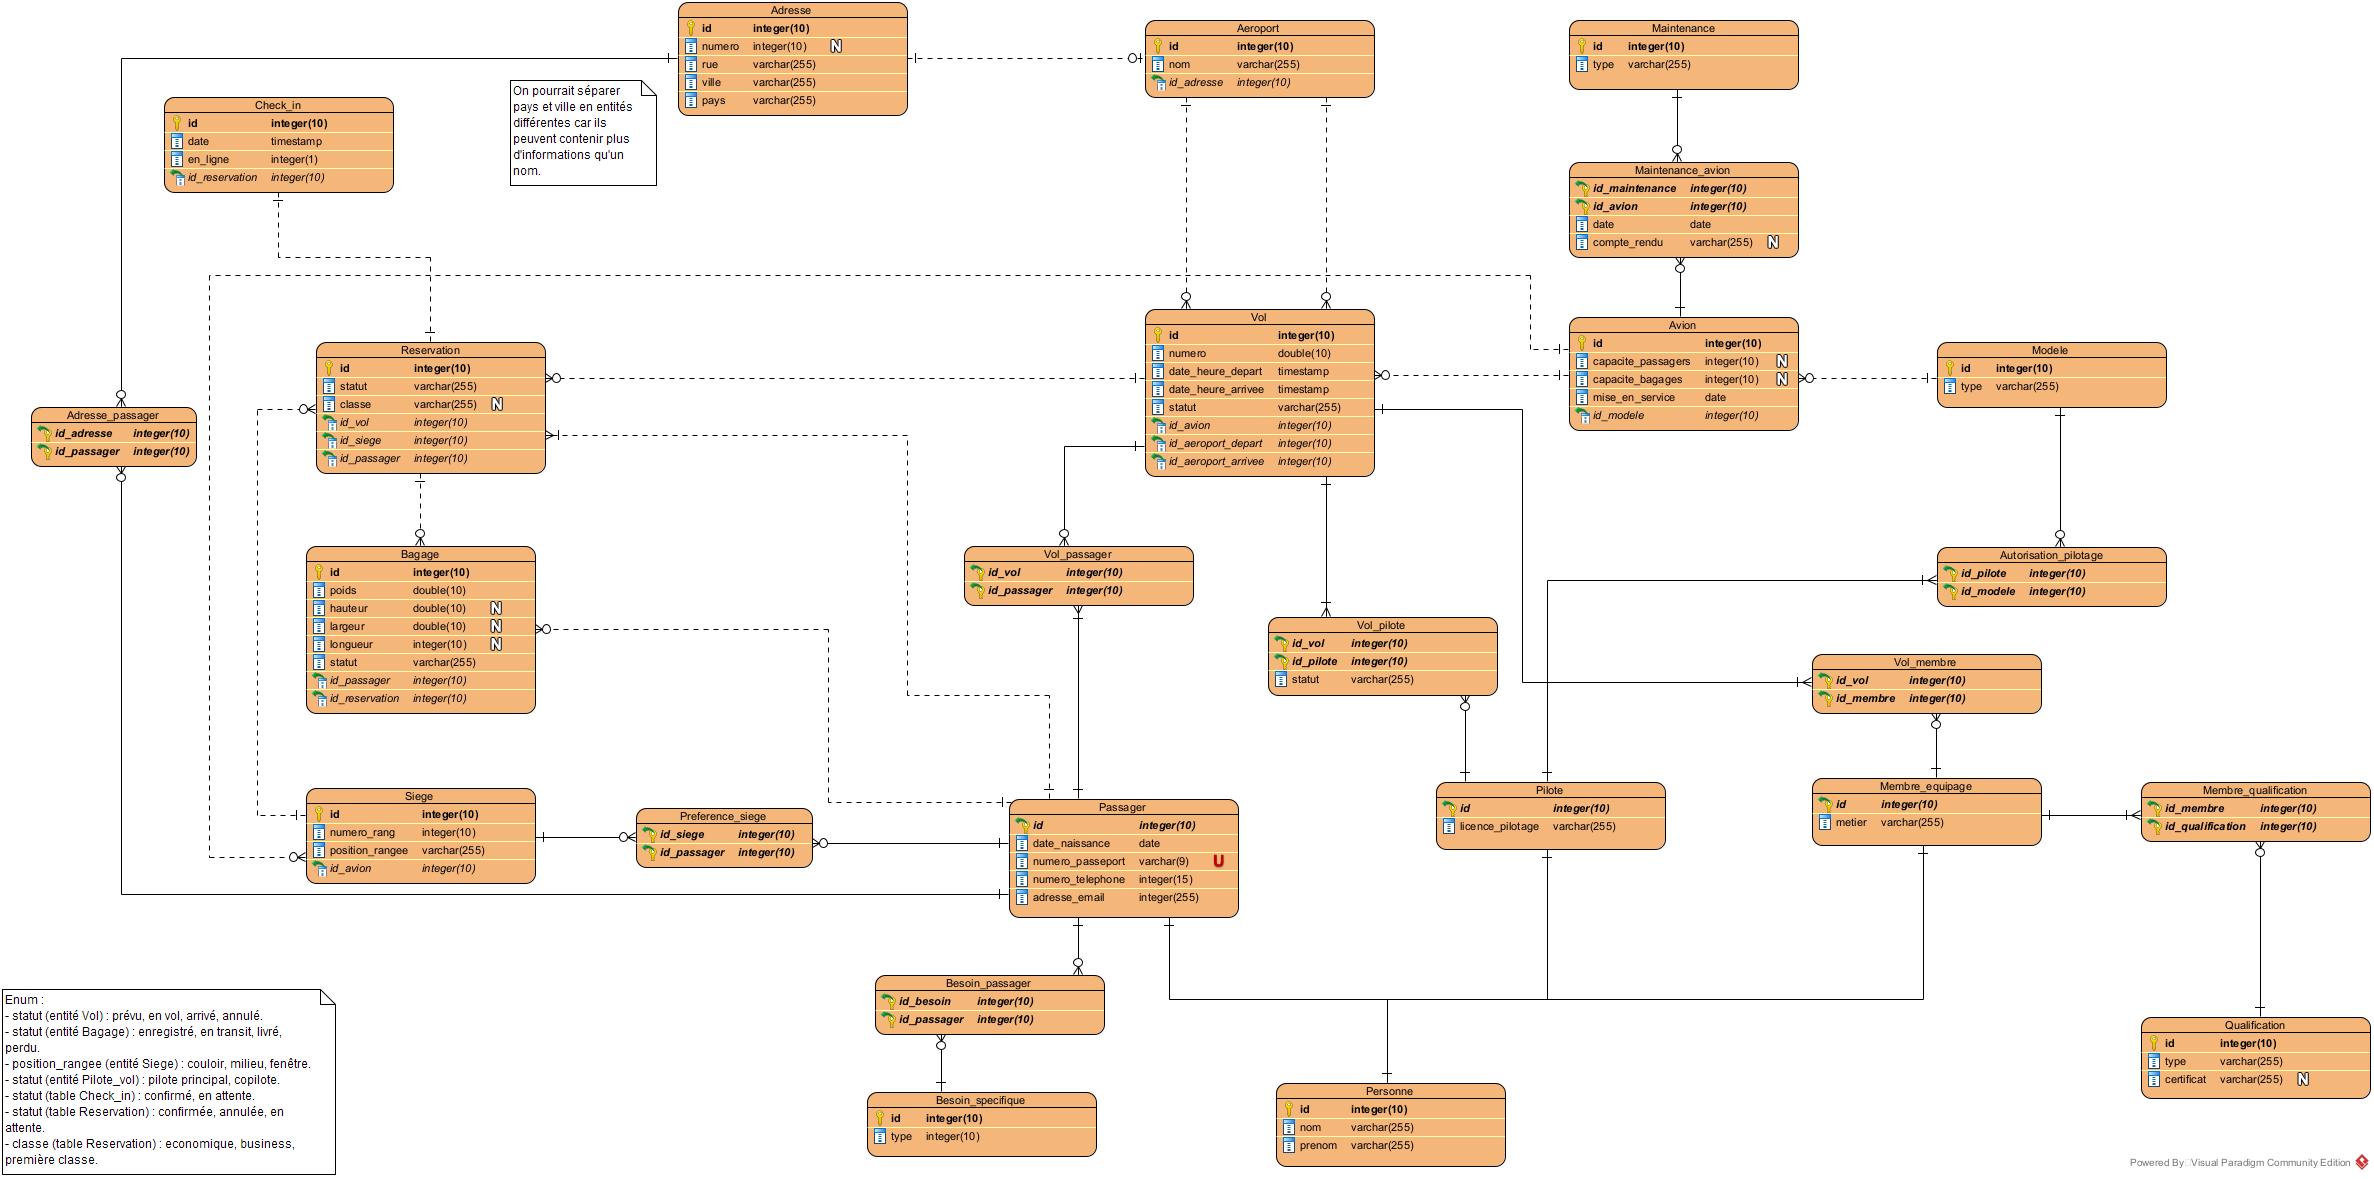 Adresse
id integer(10)
numero integer(10) N
rue varchar(255)
ville varchar(255)
pays varchar(255)
Aeroport
id integer(10)
nom varchar(255)
id_adresse integer(10)
Maintenance
id integer(10)
type varchar(255)
On pourrait séparer
pays et ville en entités
différentes car ils
peuvent contenir plus
d'informations qu'un
nom.
Check_in
id integer(10)
date timestamp
en_ligne integer(1)
id_reservation integer(10)
Maintenance_avion
id_maintenance integer(10)
id_avion integer(10)
date date
compte_rendu varchar(255) N
Vol
id integer(10)
numero double(10)
date_heure_depart timestamp
date_heure_arrivee timestamp
statut varchar(255)
id_avion integer(10)
id_aeroport_depart integer(10)
id_aeroport_arrivee integer(10)
Avion
id integer(10)
capacite_passagers integer(10) N
capacite_bagages integer(10) N
mise_en_service date
id_modele integer(10)
Modele
id integer(10)
type varchar(255)
Reservation
id integer(10)
statut varchar(255)
classe varchar(255) N
id_vol integer(10)
id_siege integer(10)
id_passager integer(10)
Adresse_passager
id_adresse integer(10)
id_passager integer(10)
Bagage
id integer(10)
poids double(10)
hauteur double(10) N
largeur double(10) N
longueur integer(10) N
statut varchar(255)
id_passager integer(10)
id_reservation integer(10)
Vol_passager
id_vol integer(10)
id_passager integer(10)
Autorisation_pilotage
id_pilote integer(10)
id_modele integer(10)
Vol_pilote
id_vol integer(10)
id_pilote integer(10)
statut varchar(255)
Vol_membre
id_vol integer(10)
id_membre integer(10)
Siege
id integer(10)
numero_rang integer(10)
position_rangee varchar(255)
id_avion integer(10)
Preference_siege
id_siege integer(10)
id_passager integer(10)
Passager
id integer(10)
date_naissance date
numero_passeport varchar(9) U
numero_telephone integer(15)
adresse_email integer(255)
Pilote
id integer(10)
licence_pilotage varchar(255)
Membre_equipage
id integer(10)
metier varchar(255)
Membre_qualification
id_membre integer(10)
id_qualification integer(10)
Besoin_passager
id_besoin integer(10)
id_passager integer(10)
Enum :
- statut (entité Vol) : prévu, en vol, arrivé, annulé.
- statut (entité Bagage) : enregistré, en transit, livré,
perdu.
- position_rangee (entité Siege) : couloir, milieu, fenêtre.
- statut (entité Pilote_vol) : pilote principal, copilote.
- statut (table Check_in) : confirmé, en attente.
- statut (table Reservation) : confirmée, annulée, en
attente.
- classe (table Reservation) : economique, business,
première classe.
Besoin_specifique
id integer(10)
type integer(10)
Personne
id integer(10)
nom varchar(255)
prenom varchar(255)
Qualification
id integer(10)
type varchar(255)
certificat varchar(255) N
Powered By Visual Paradigm Community Edition